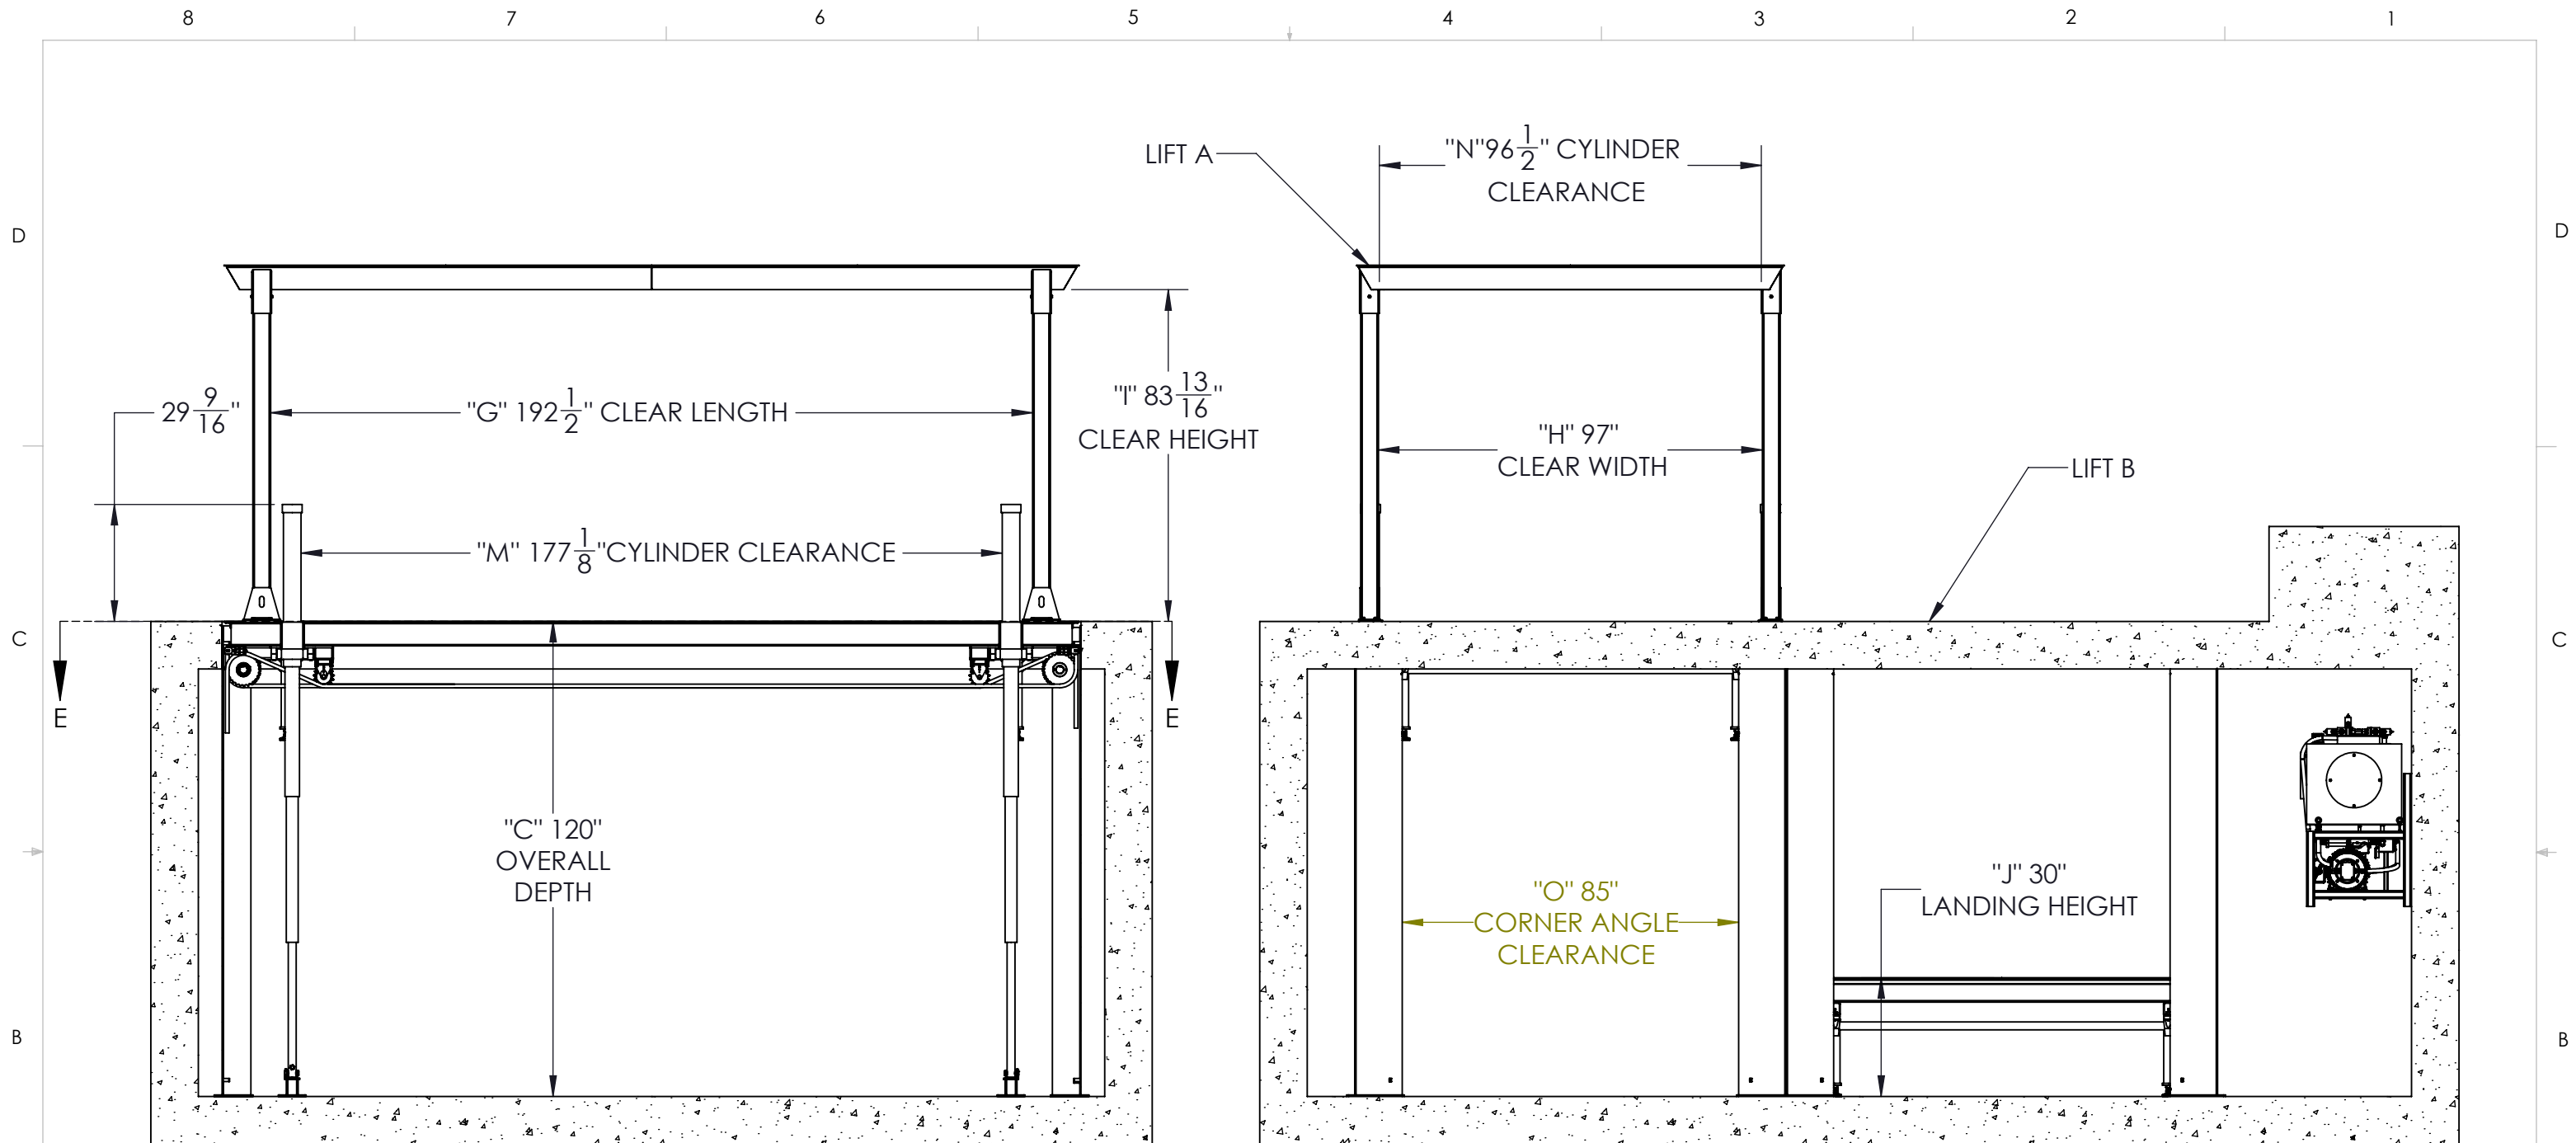 8 7 6 5 4 3 2 1
LIFT A
"N"96 1/2" CYLINDER
CLEARANCE
D
D
29 9/16"
"G" 192 1/2" CLEAR LENGTH
"I" 83 13/16"
CLEAR HEIGHT
"H" 97"
CLEAR WIDTH
LIFT B
"M" 177 1/8"CYLINDER CLEARANCE
C
C
E
E
"C" 120"
OVERALL
DEPTH
"O" 85"
CORNER ANGLE
CLEARANCE
"J" 30"
LANDING HEIGHT
B
B